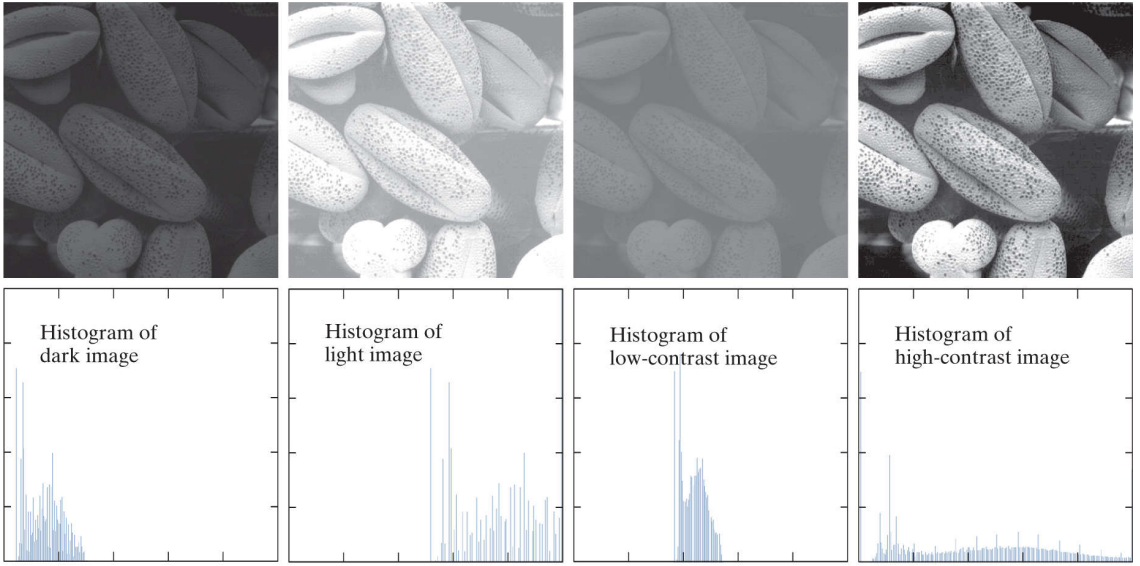 Histogram of
dark image
Histogram of
light image
Histogram of
low-contrast image
Histogram of
high-contrast image